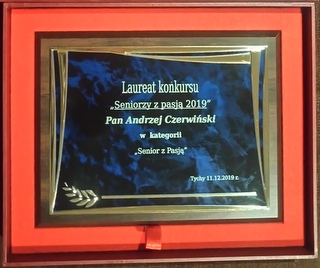 Laureat konkursu
„Seniorzy z pasją 2019”
Pan Andrzej Czerwiński
w kategorii
„Senior z Pasją”
Tychy 11.12.2019 r.